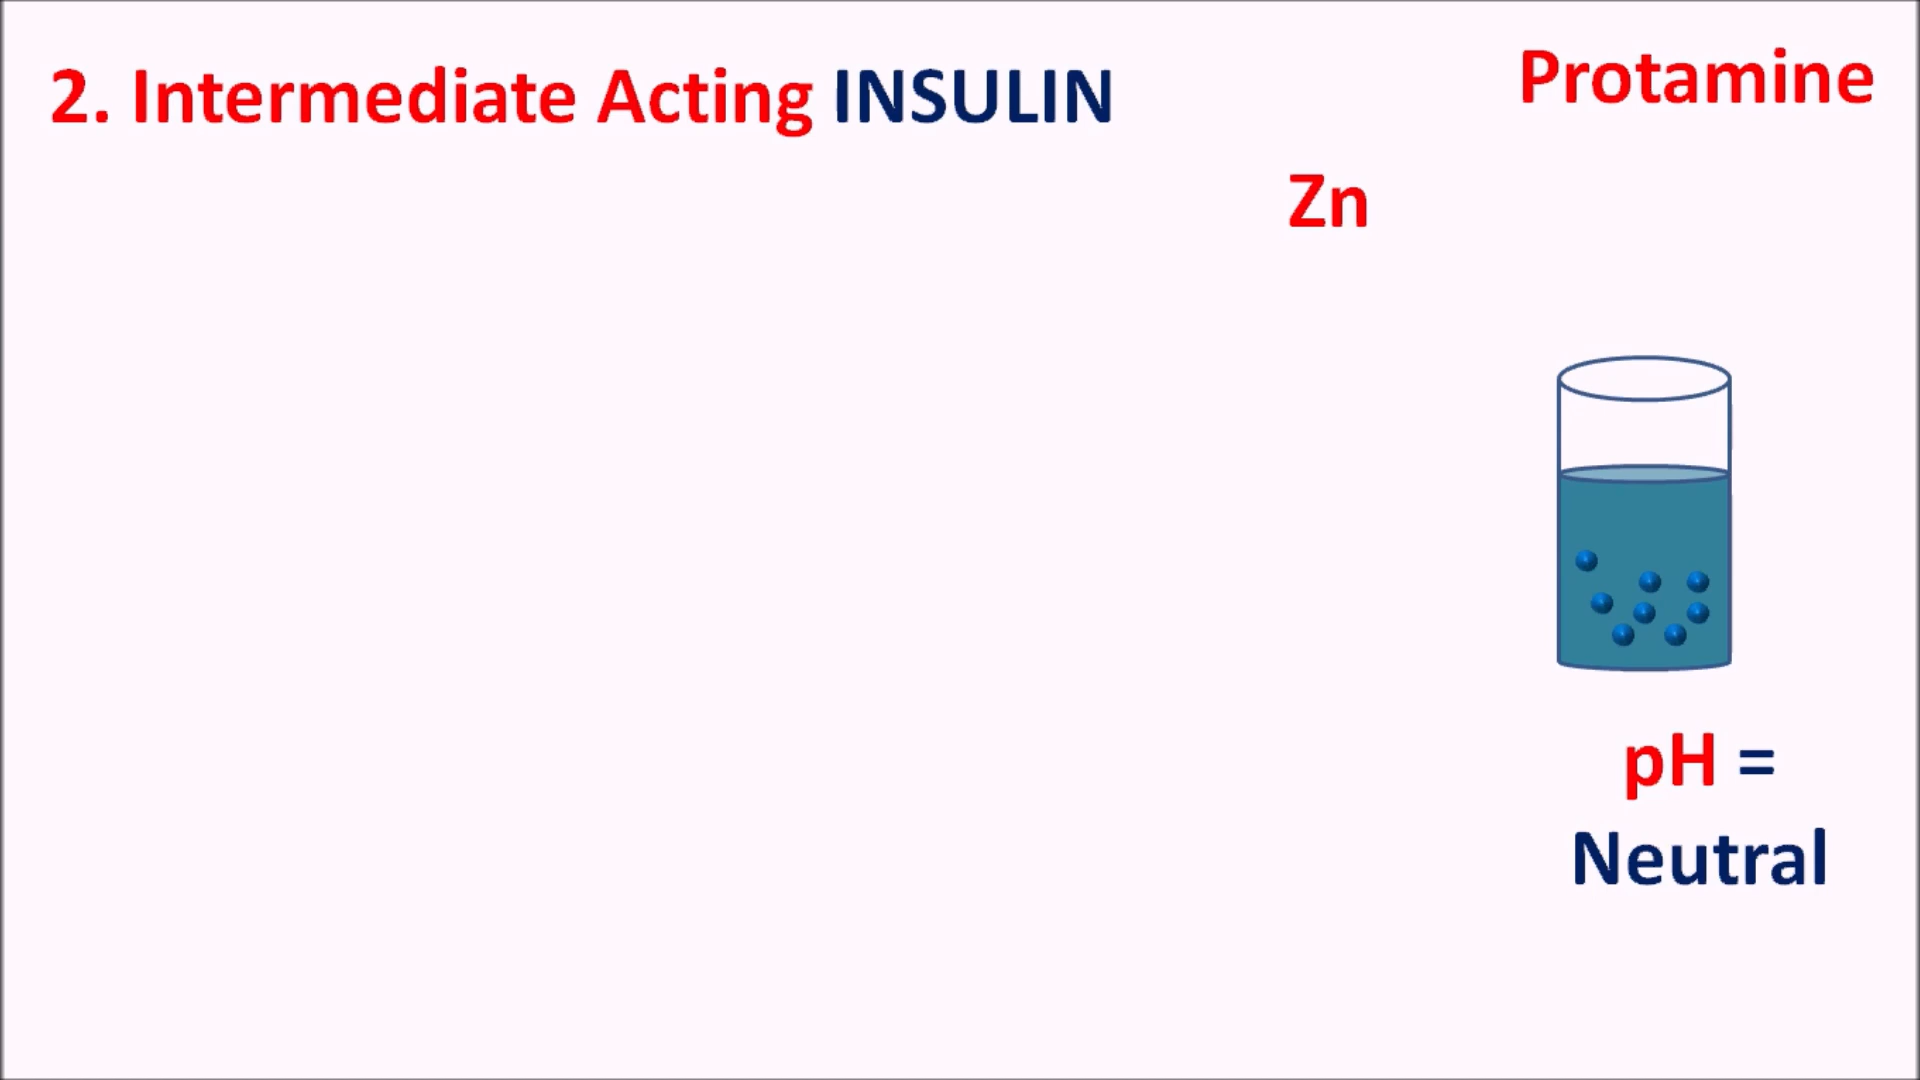 2. Intermediate Acting INSULIN
Protamine
Zn
pH =
Neutral